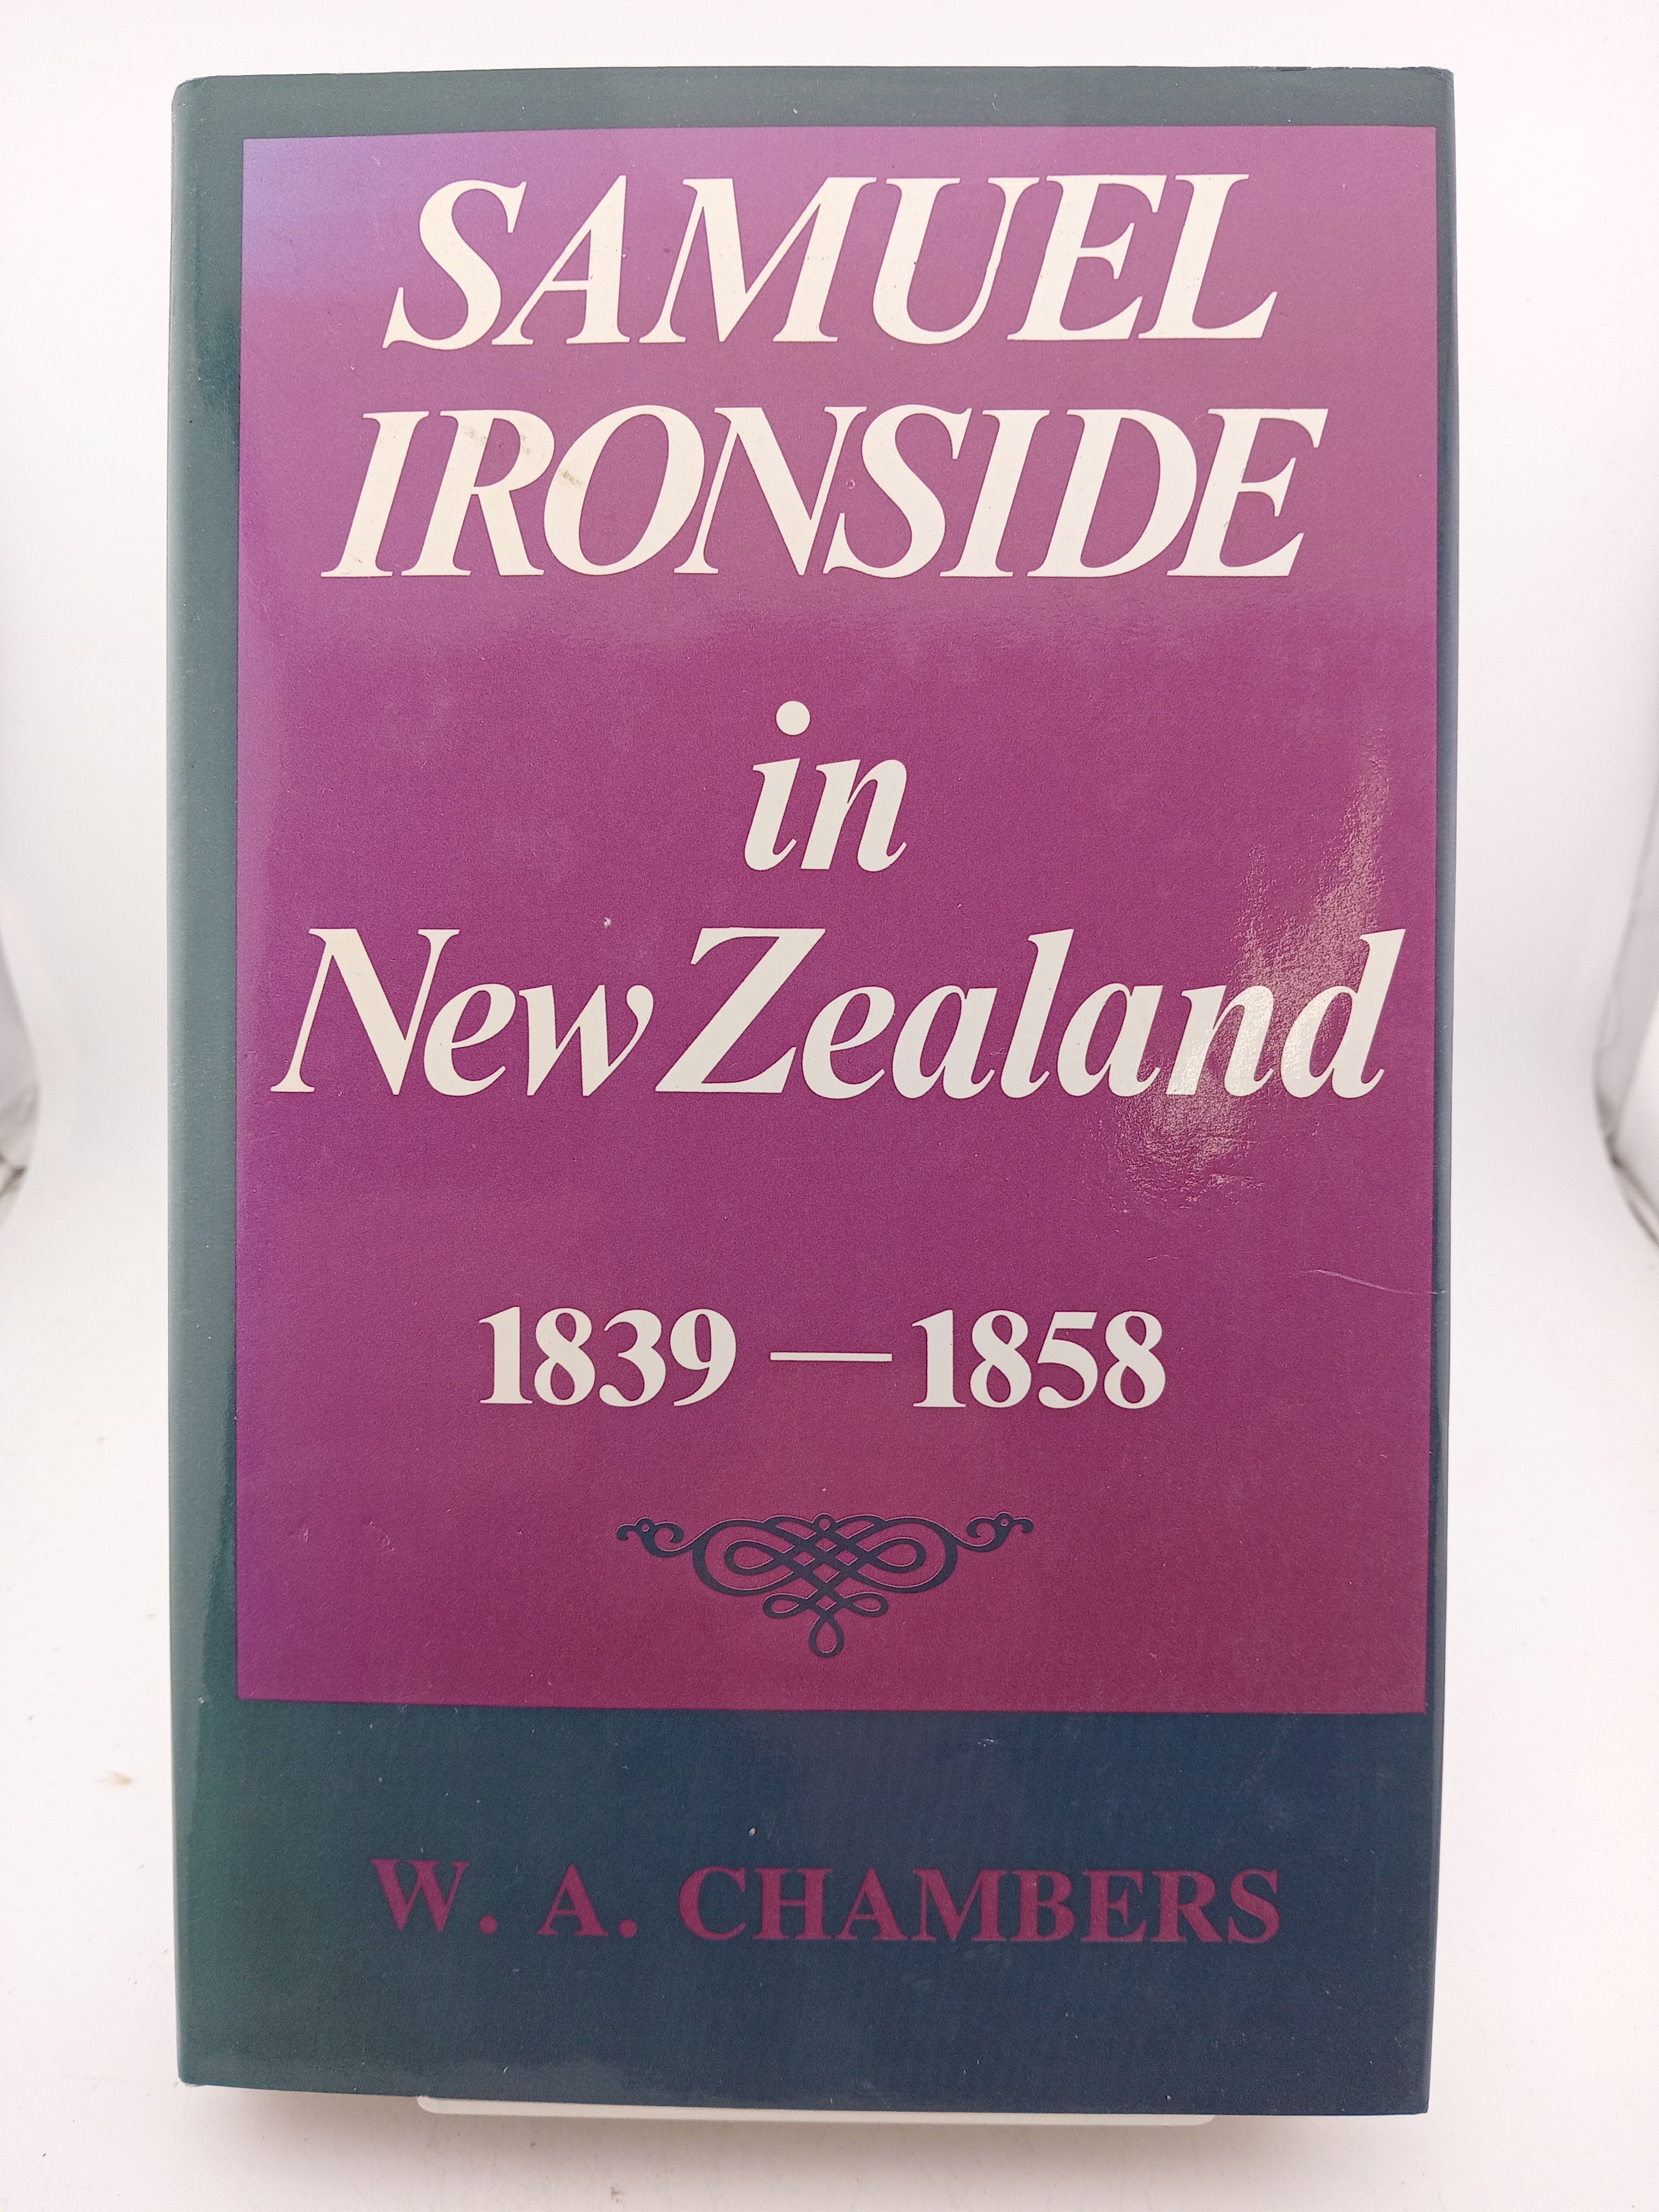 SAMUEL
IRONSIDE
in
New Zealand
1839 — 1858
W. A. CHAMBERS